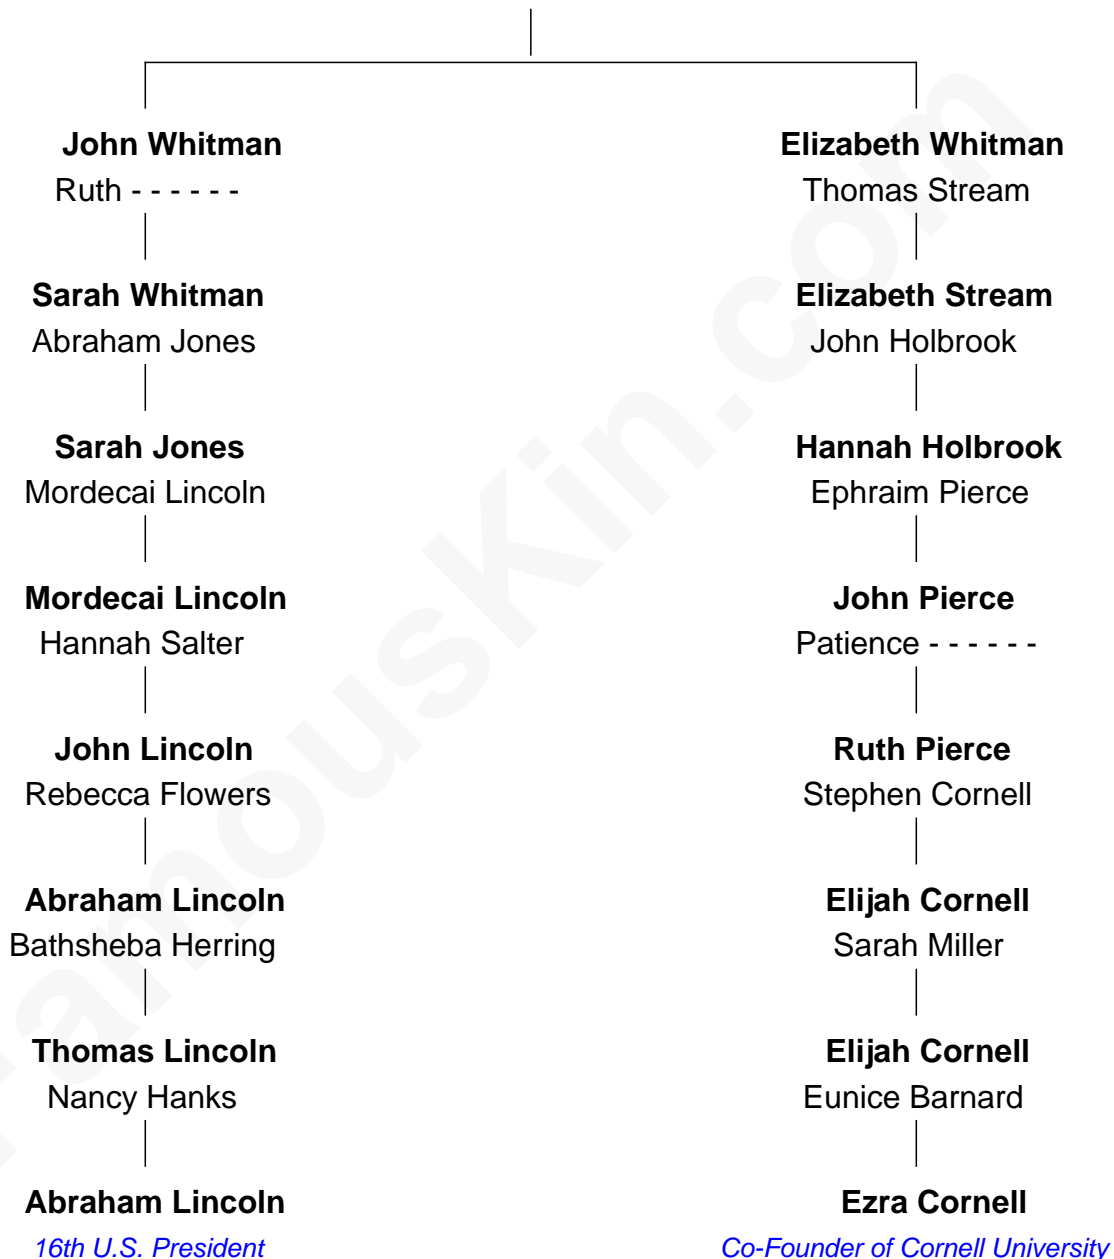 John Whitman
Elizabeth Whitman
Ruth - - - - - -
Thomas Stream
Sarah Whitman
Elizabeth Stream
Abraham Jones
John Holbrook
Sarah Jones
Hannah Holbrook
Mordecai Lincoln
Ephraim Pierce
Mordecai Lincoln
John Pierce
Hannah Salter
Patience - - - - - -
John Lincoln
Ruth Pierce
Rebecca Flowers
Stephen Cornell
Abraham Lincoln
Elijah Cornell
Bathsheba Herring
Sarah Miller
Thomas Lincoln
Elijah Cornell
Nancy Hanks
Eunice Barnard
Abraham Lincoln
Ezra Cornell
16th U.S. President
Co-Founder of Cornell University
FamousKin.com